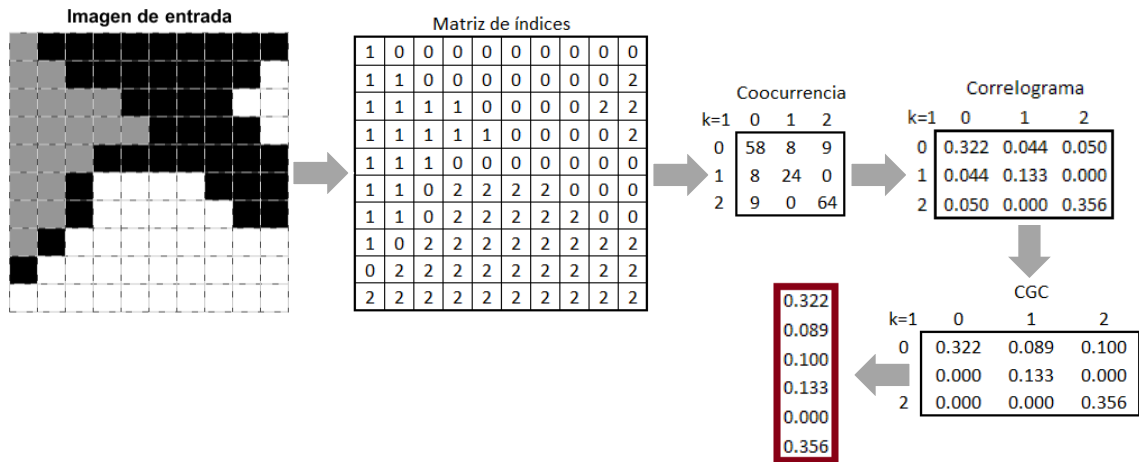 Imagen de entrada
Matriz de índices
1 0 0 0 0 0 0 0 0 0
1 1 0 0 0 0 0 0 0 2
1 1 1 1 0 0 0 0 2 2
1 1 1 1 1 0 0 0 0 2
1 1 1 0 0 0 0 0 0 0
1 1 0 2 2 2 2 0 0 0
1 1 0 2 2 2 2 2 0 0
1 0 2 2 2 2 2 2 2 2
0 2 2 2 2 2 2 2 2 2
2 2 2 2 2 2 2 2 2 2
Coocurrencia
k=1 0 1 2
0 58 8 9
1 8 24 0
2 9 0 64
Correlograma
k=1 0 1 2
0 0.322 0.044 0.050
1 0.044 0.133 0.000
2 0.050 0.000 0.356
CGC
k=1 0 1 2
0 0.322 0.089 0.100
0.000 0.133 0.000
2 0.000 0.000 0.356
0.322
0.089
0.100
0.133
0.000
0.356